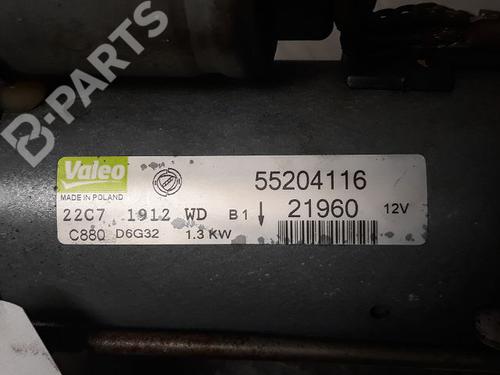 B-PARTS
Valeo
MADE IN POLAND
55204116
22C7 1912 WD B1 21960 12V
C880 D6G32 1.3 KW